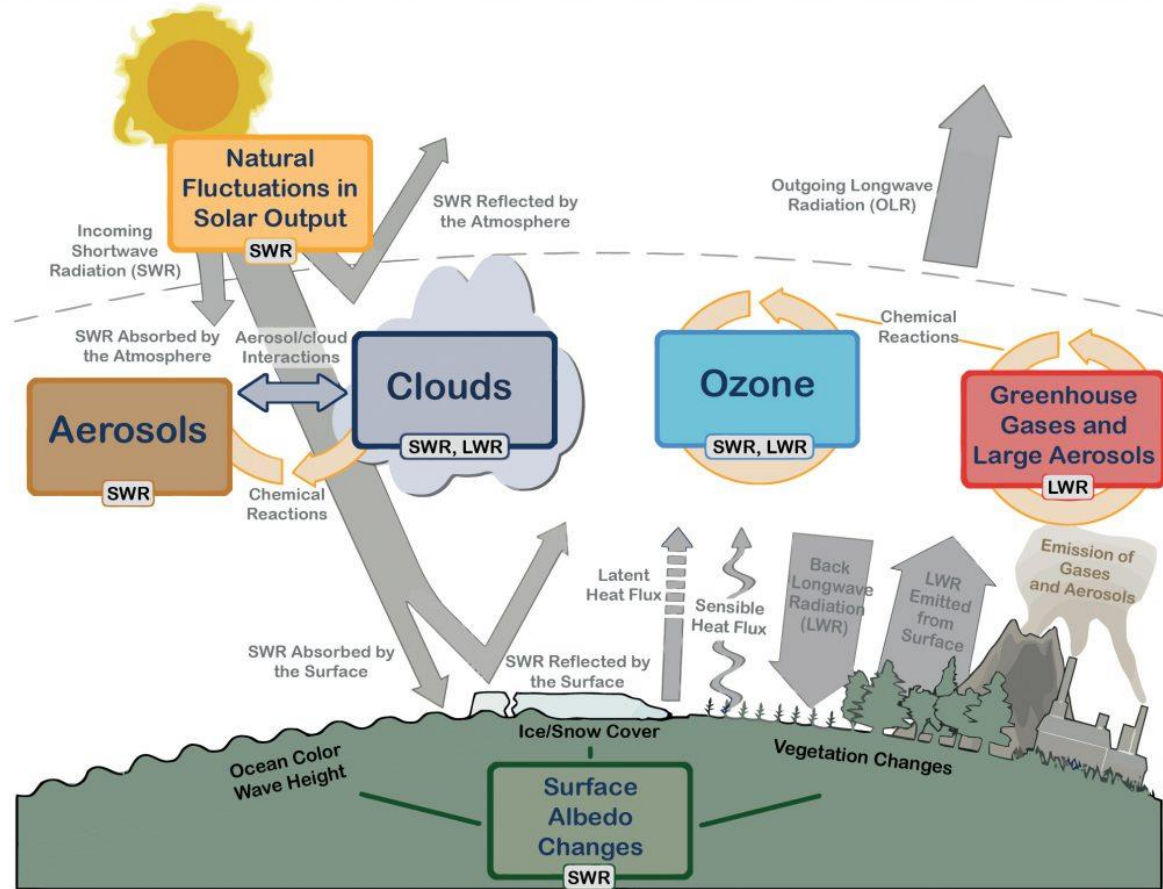 Natural
Fluctuations in
Solar Output
SWR
Incoming
Shortwave
Radiation (SWR)
SWR Reflected by
the Atmosphere
Outgoing Longwave
Radiation (OLR)
SWR Absorbed by
the Atmosphere
Aerosol/cloud
Interactions
Chemical
Reactions
Aerosols
SWR
Clouds
SWR, LWR
Ozone
SWR, LWR
Greenhouse
Gases and
Large Aerosols
LWR
Chemical
Reactions
Latent
Heat Flux
Sensible
Heat Flux
Back
Longwave
Radiation
(LWR)
LWR
Emitted
from
Surface
Emission of
Gases
and Aerosols
SWR Absorbed by
the Surface
SWR Reflected by
the Surface
Ice/Snow Cover
Ocean Color
Wave Height
Vegetation Changes
Surface
Albedo
Changes
SWR